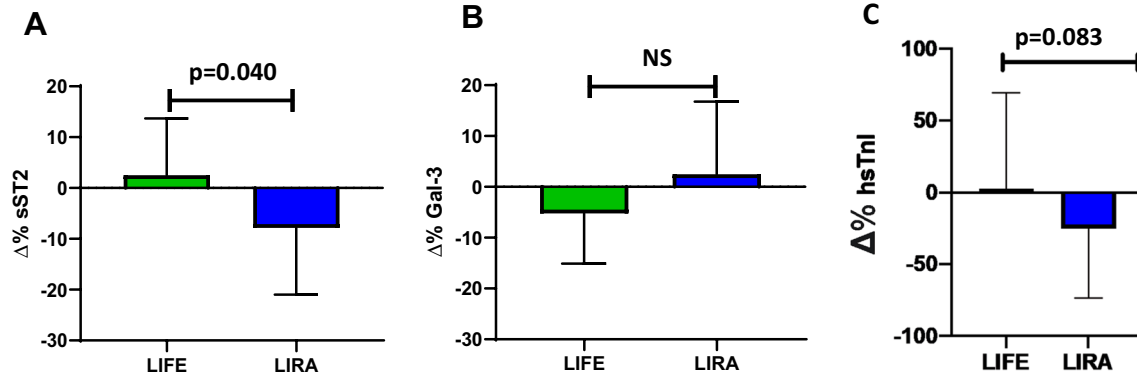 A
p=0.040
Δ% sST2
20
10
0
-10
-20
-30
LIFE
LIRA
B
NS
Δ% Gal-3
20
10
0
-10
-20
-30
LIFE
LIRA
C
p=0.083
Δ% hsTnI
100
50
0
-50
-100
LIFE
LIRA